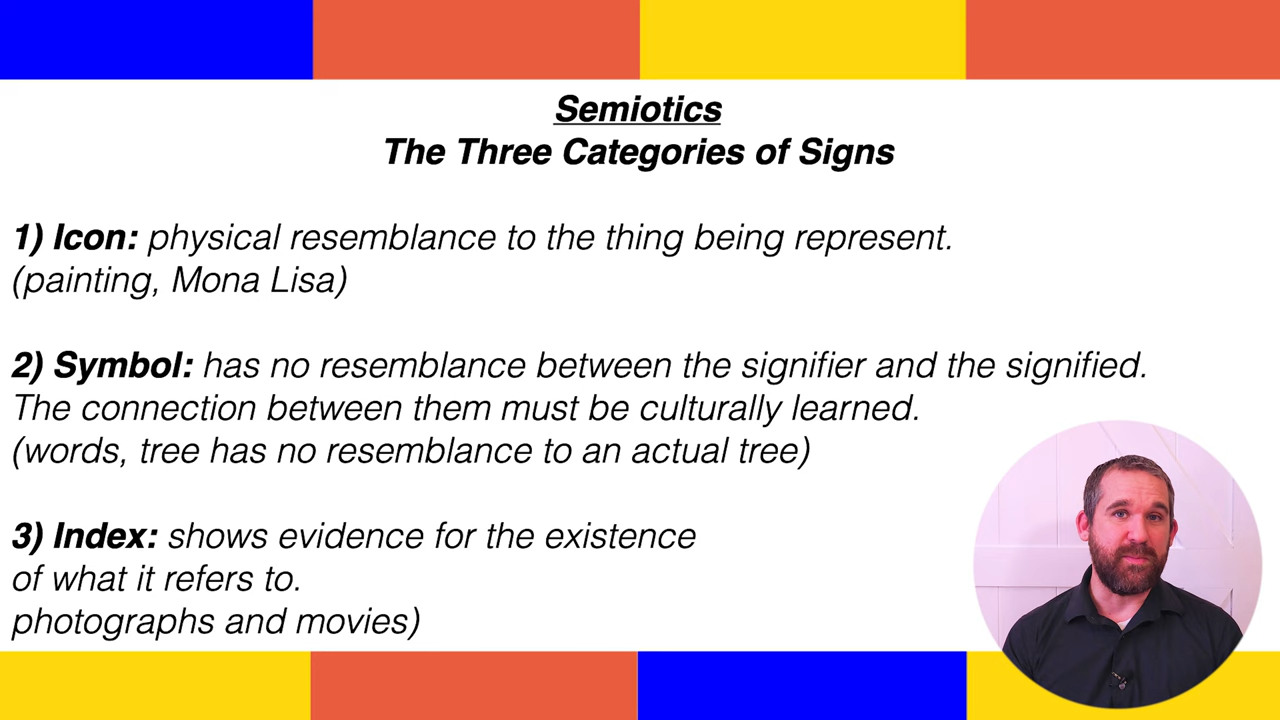 Semiotics
The Three Categories of Signs
1) Icon: physical resemblance to the thing being represent.
(painting, Mona Lisa)
2) Symbol: has no resemblance between the signifier and the signified.
The connection between them must be culturally learned.
(words, tree has no resemblance to an actual tree)
3) Index: shows evidence for the existence
of what it refers to.
photographs and movies)